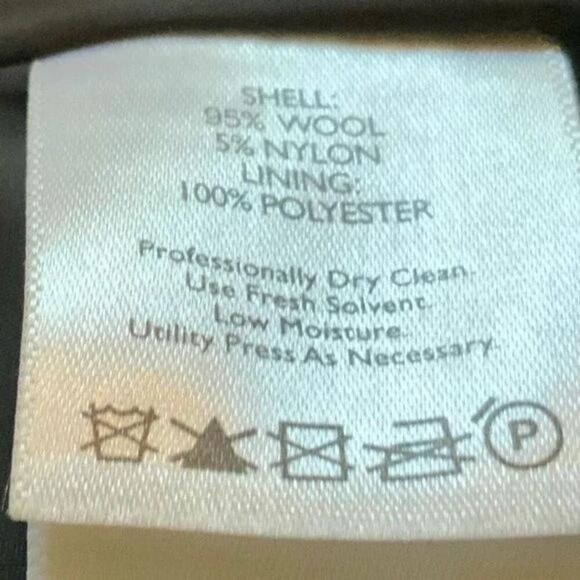 SHELL:
95% WOOL
5% NYLON
LINING:
100% POLYESTER
Professionally Dry Clean.
Use Fresh Solvent.
Low Moisture.
Utility Press As Necessary.
P